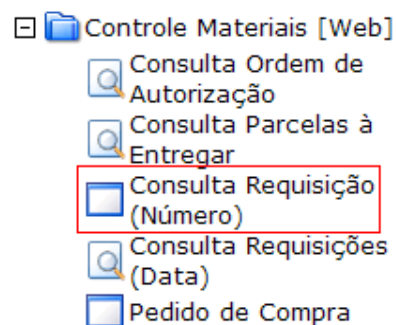 Controle Materiais [Web]
Consulta Ordem de
Autorização
Consulta Parcelas à
Entregar
Consulta Requisição
(Número)
Consulta Requisições
(Data)
Pedido de Compra